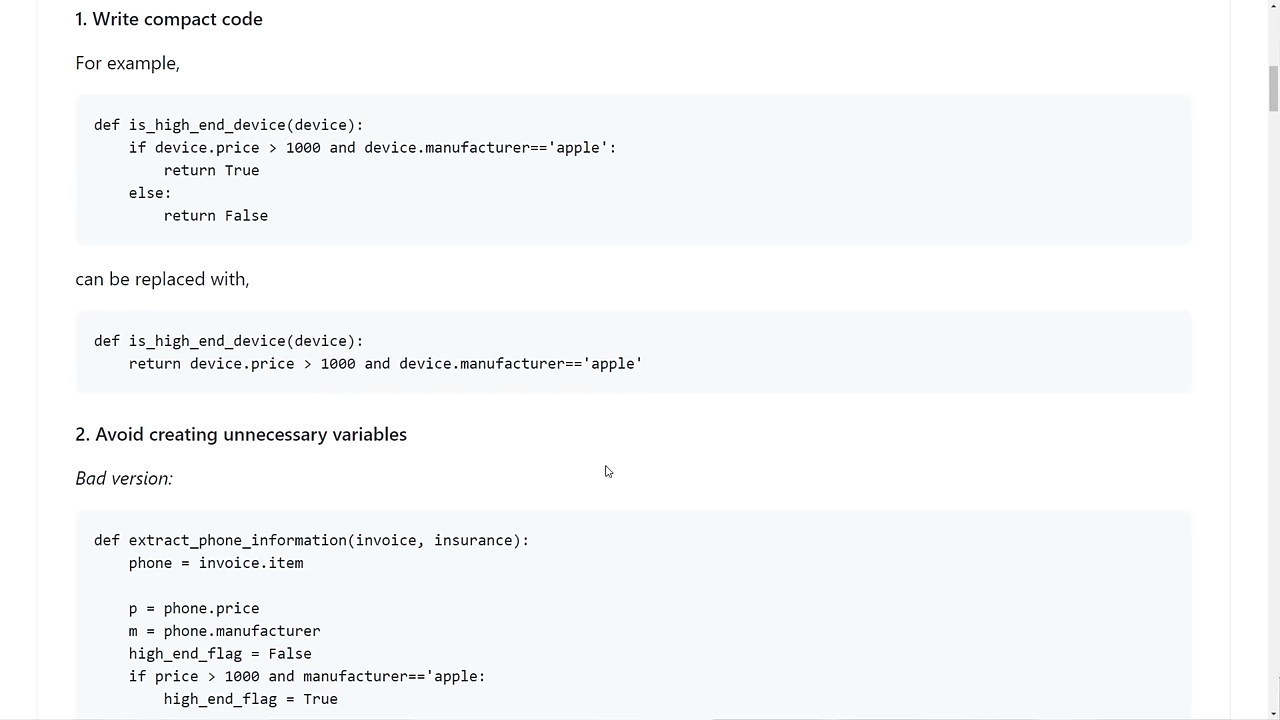 1. Write compact code
For example,
def is_high_end_device(device):
    if device.price > 1000 and device.manufacturer=='apple':
        return True
    else:
        return False
can be replaced with,
def is_high_end_device(device):
    return device.price > 1000 and device.manufacturer=='apple'
2. Avoid creating unnecessary variables
Bad version:
def extract_phone_information(invoice, insurance):
    phone = invoice.item
    p = phone.price
    m = phone.manufacturer
    high_end_flag = False
    if price > 1000 and manufacturer=='apple:
        high_end_flag = True